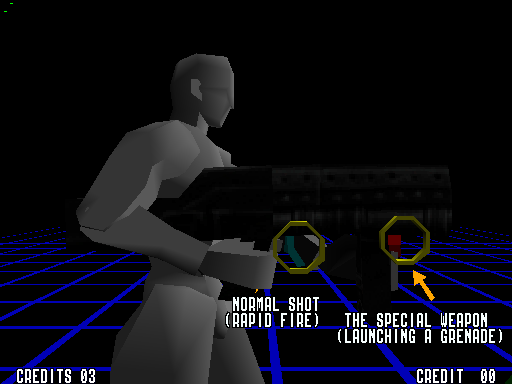 NORMAL SHOT
(RAPID FIRE)
THE SPECIAL WEAPON
(LAUNCHING A GRENADE)
CREDITS 03
CREDIT 00